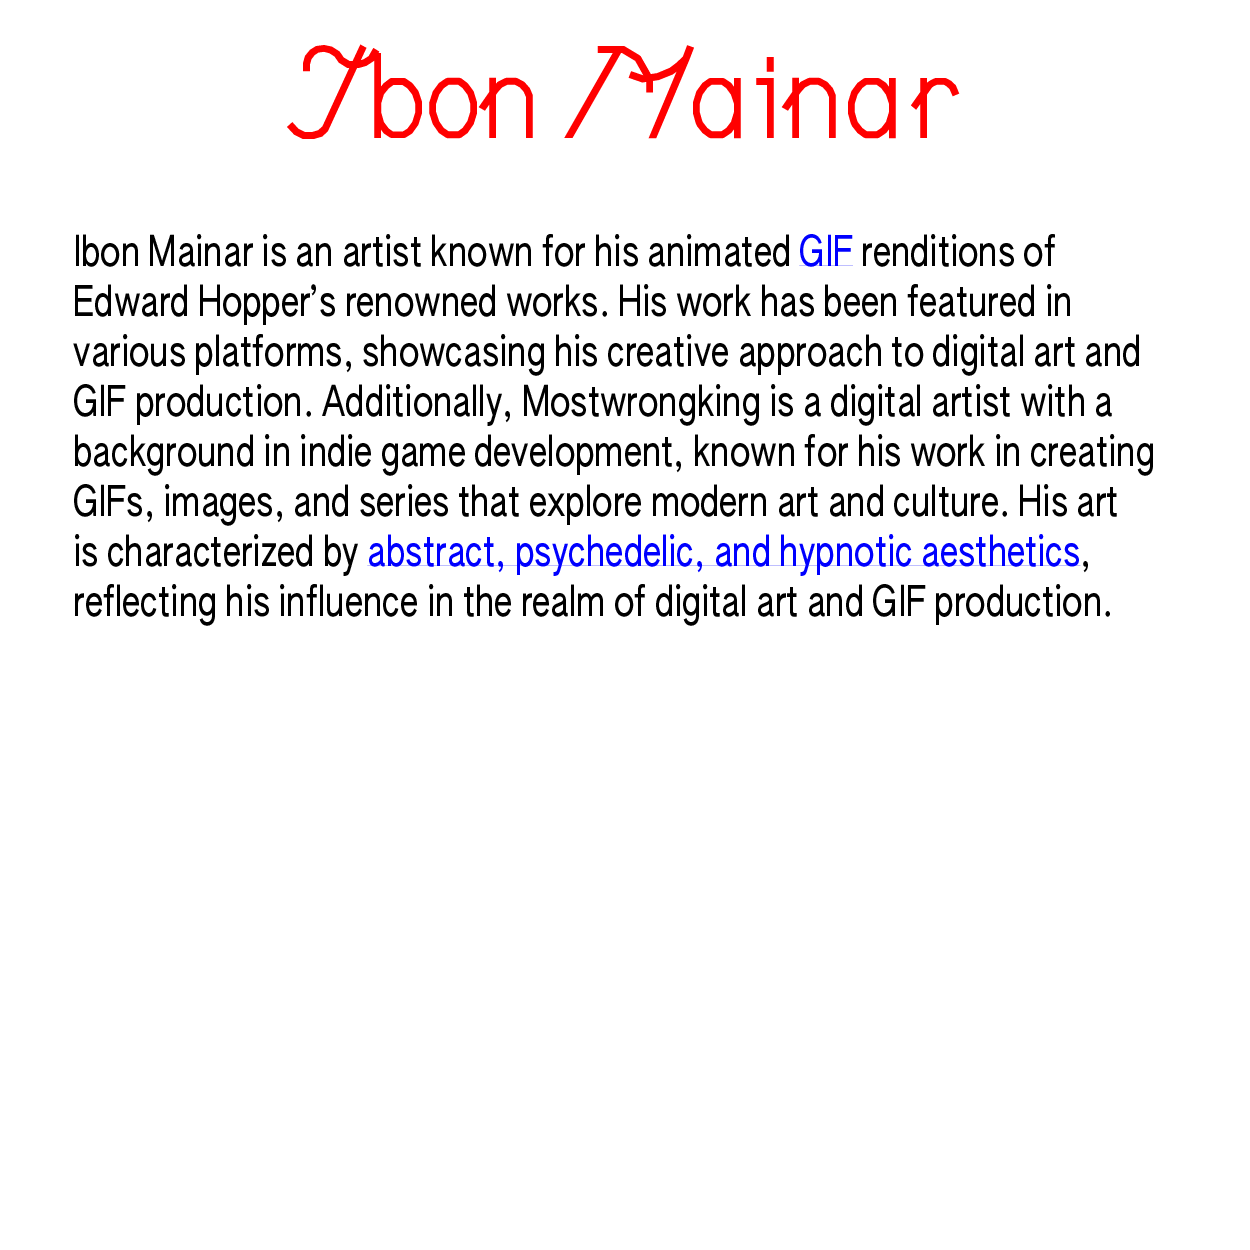 Ibon Mainar
Ibon Mainar is an artist known for his animated GIF renditions of
Edward Hopper’s renowned works. His work has been featured in
various platforms, showcasing his creative approach to digital art and
GIF production. Additionally, Mostwrongking is a digital artist with a
background in indie game development, known for his work in creating
GIFs, images, and series that explore modern art and culture. His art
is characterized by abstract, psychedelic, and hypnotic aesthetics,
reflecting his influence in the realm of digital art and GIF production.